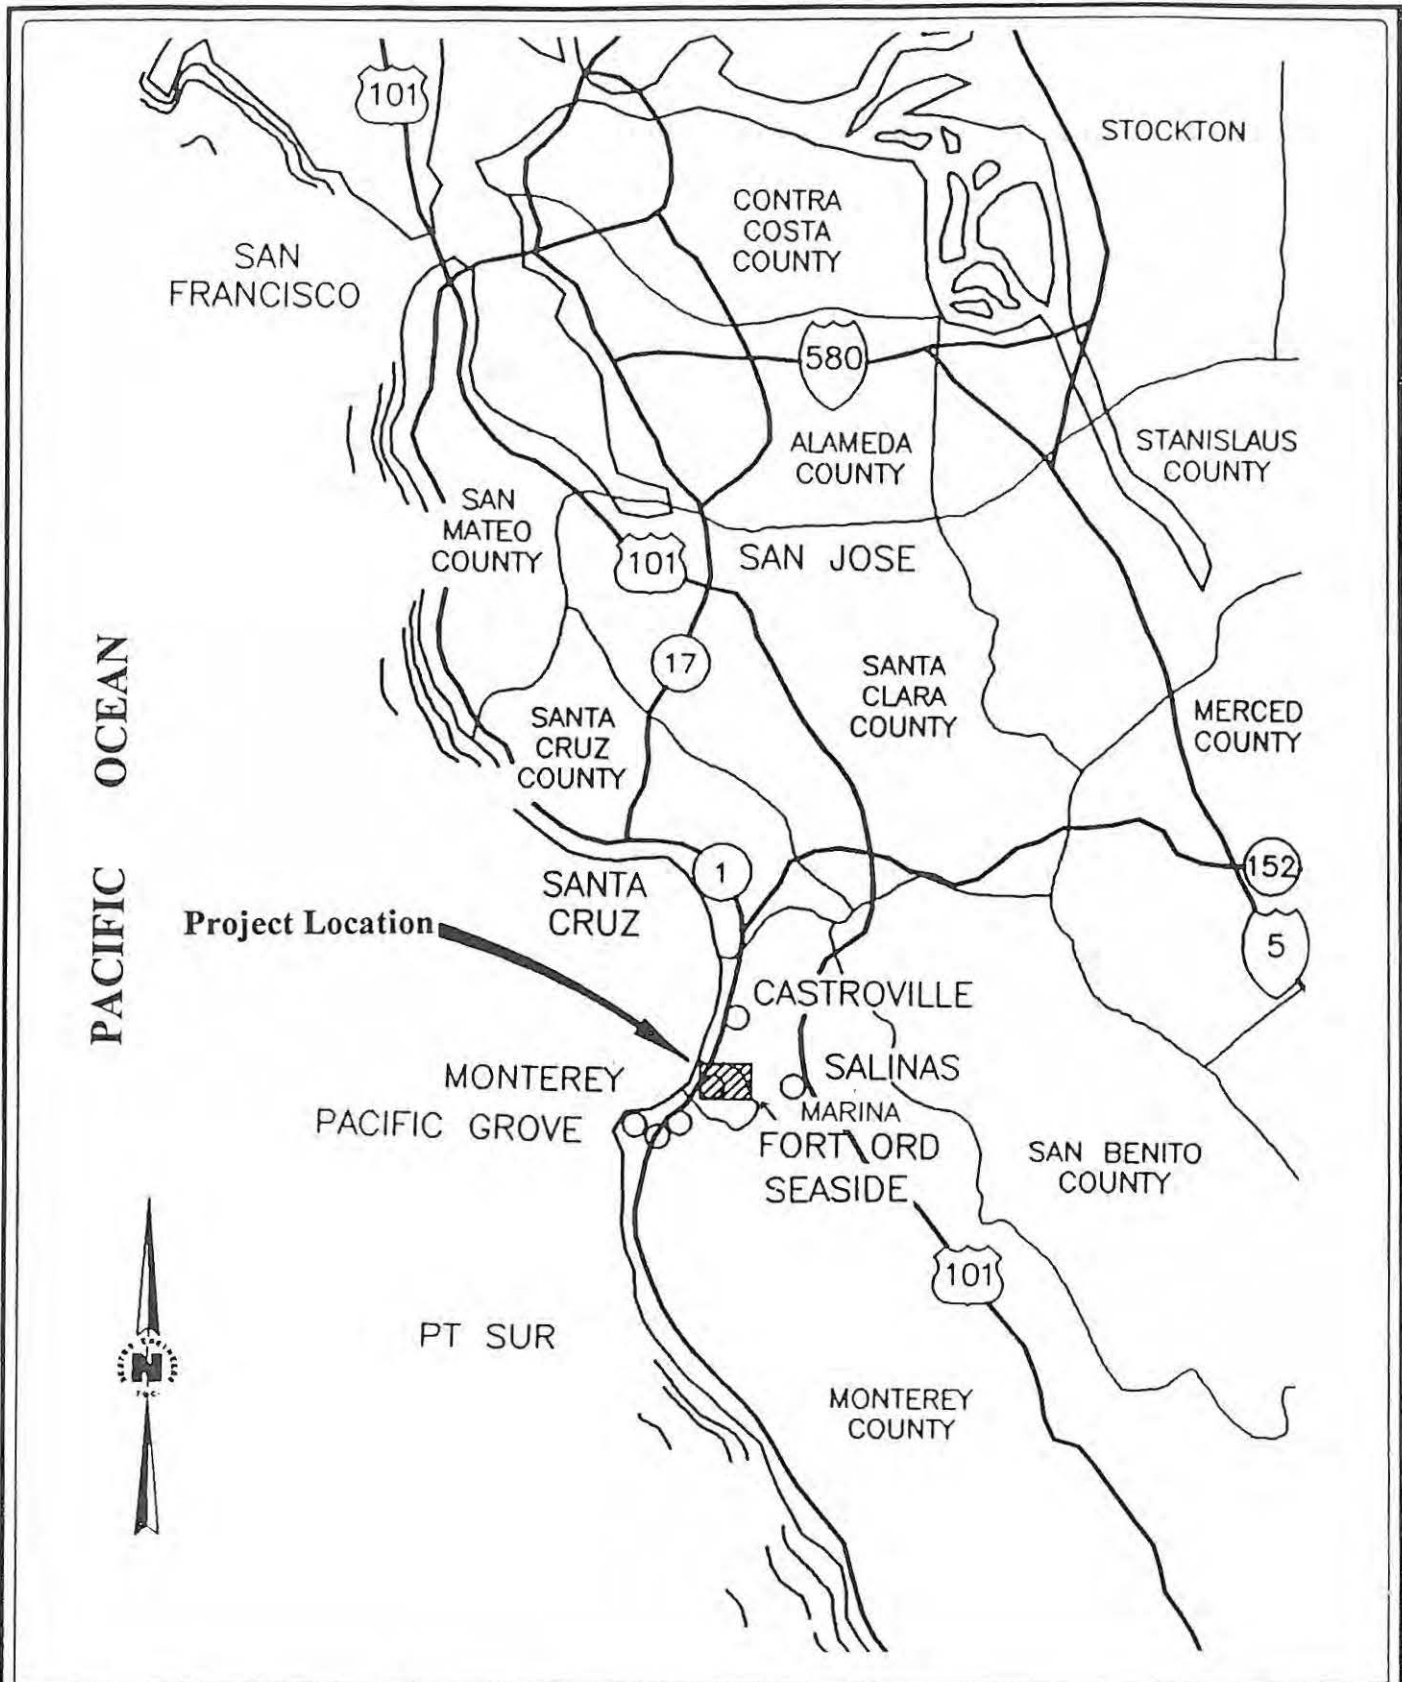 101
STOCKTON
CONTRA
COSTA
COUNTY
SAN
FRANCISCO
580
ALAMEDA
COUNTY
STANISLAUS
COUNTY
SAN
MATEO
COUNTY
101
SAN JOSE
17
SANTA
CLARA
COUNTY
SANTA
CRUZ
COUNTY
MERCED
COUNTY
PACIFIC OCEAN
1
152
SANTA
CRUZ
Project Location
5
CASTROVILLE
MONTEREY
SALINAS
PACIFIC GROVE
MARINA
FORT ORD
SEASIDE
SAN BENITO
COUNTY
101
PT SUR
N
INC.
MONTEREY
COUNTY